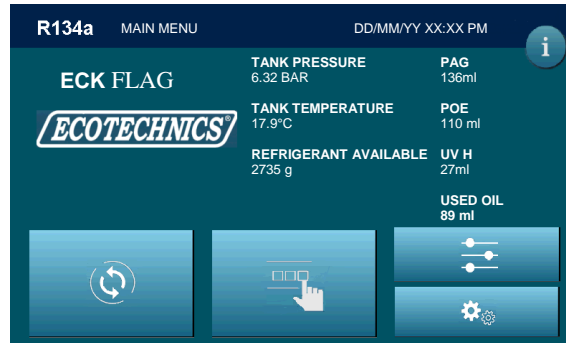 R134a MAIN MENU DD/MM/YY XX:XX PM
i
ECK FLAG
/ECOTECHNICS/
TANK PRESSURE
6.32 BAR
TANK TEMPERATURE
17.9°C
REFRIGERANT AVAILABLE
2735 g
PAG
136ml
POE
110 ml
UV H
27ml
USED OIL
89 ml